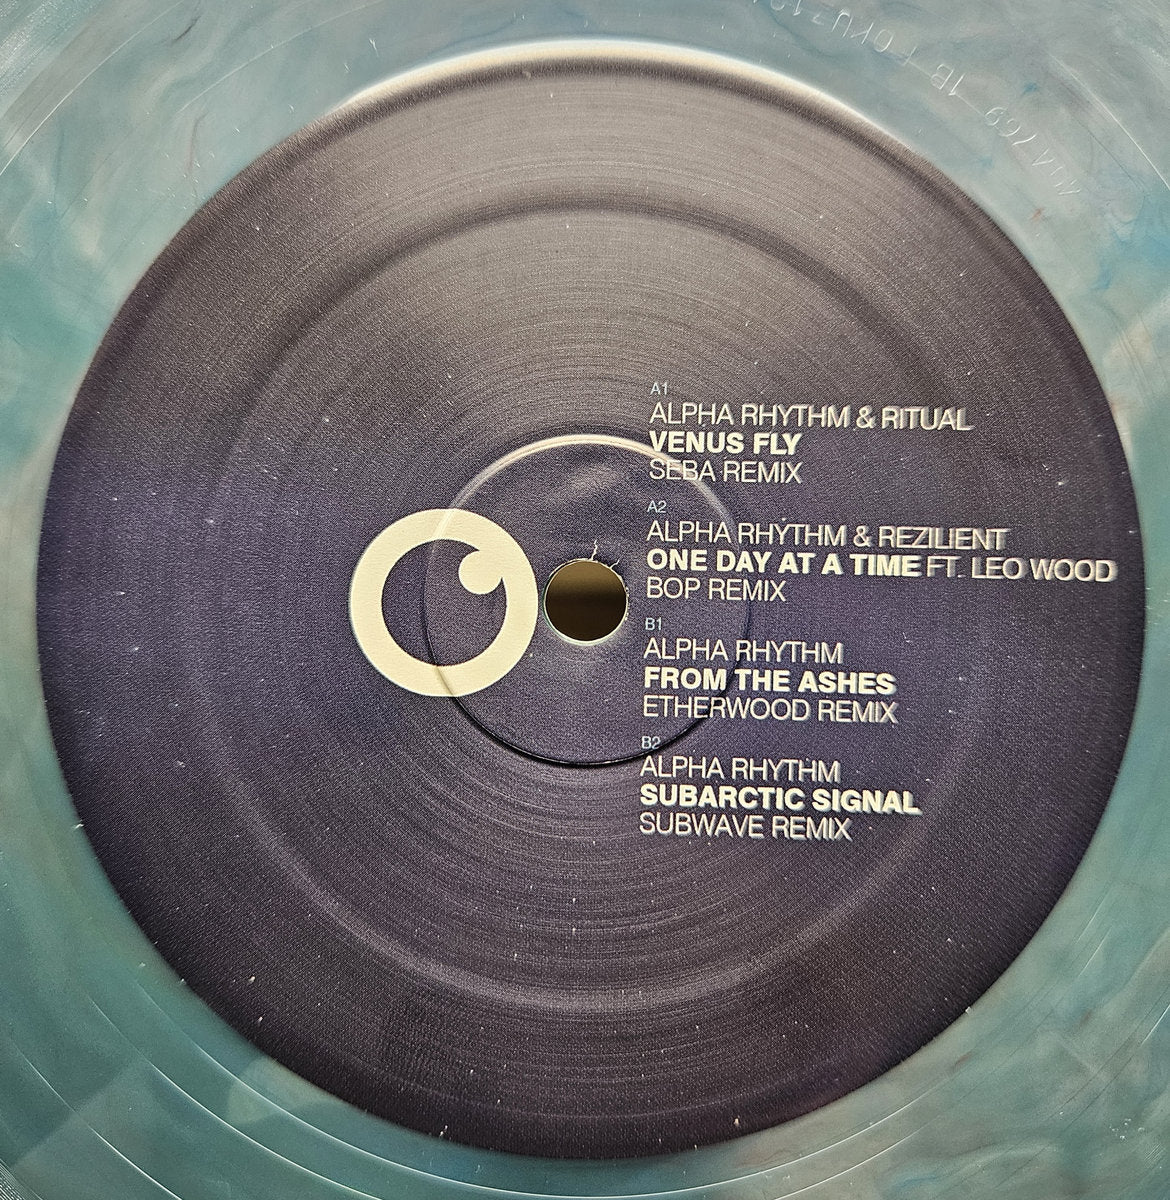 A1
ALPHA RHYTHM & RITUAL
VENUS FLY
SEBA REMIX
A2
ALPHA RHYTHM & REZILIENT
ONE DAY AT A TIME FT. LEO WOOD
BOP REMIX
B1
ALPHA RHYTHM
FROM THE ASHES
ETHERWOOD REMIX
B2
ALPHA RHYTHM
SUBARCTIC SIGNAL
SUBWAVE REMIX